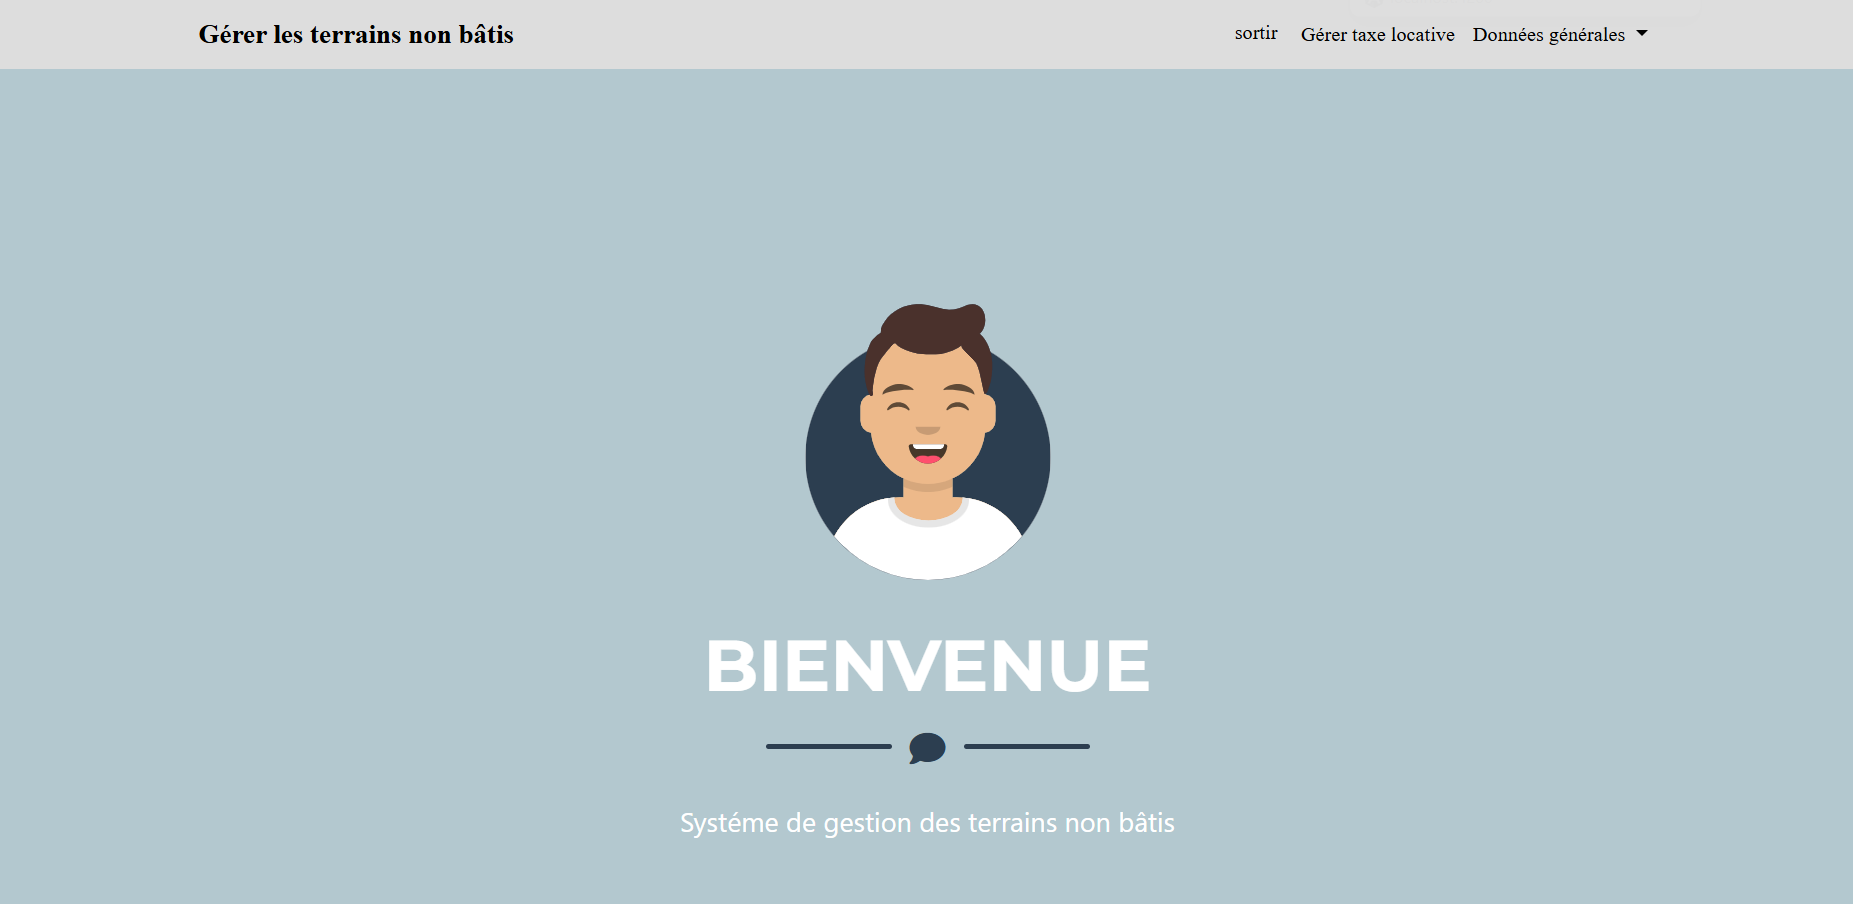 Gérer les terrains non bâtis
sortir Gérer taxe locative Données générales
BIENVENUE
Systéme de gestion des terrains non bâtis